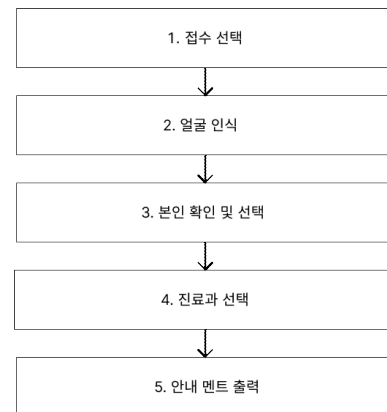 1. 접수 선택
2. 얼굴 인식
3. 본인 확인 및 선택
4. 진료과 선택
5. 안내 멘트 출력